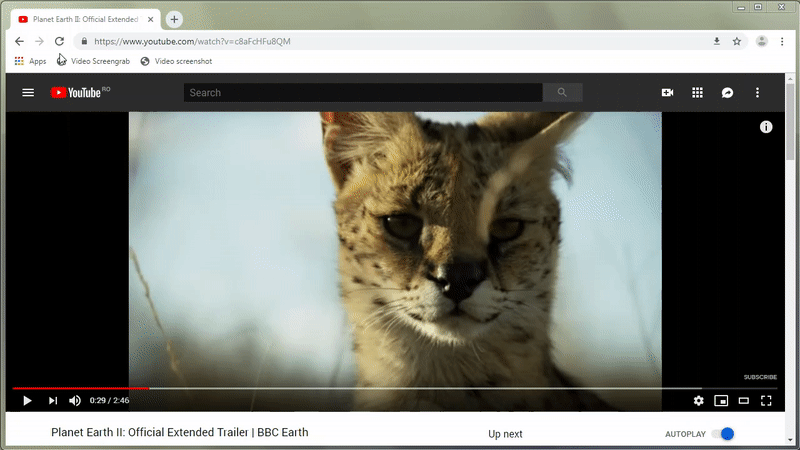 Planet Earth II: Official Extended
https://www.youtube.com/watch?v=c8aFcHFu8QM
Apps Video Screengrab Video screenshot
YouTube RO
Search
SUBSCRIBE
0:29 / 2:46
Planet Earth II: Official Extended Trailer | BBC Earth
Up next
AUTOPLAY